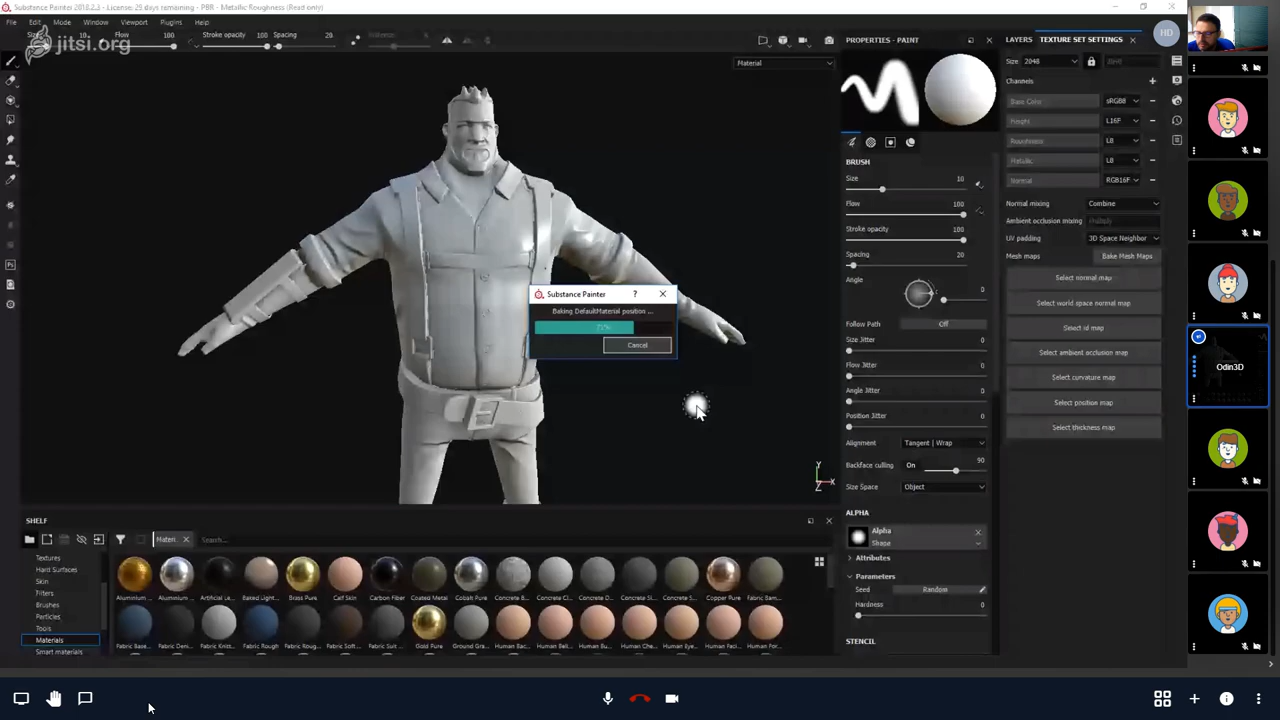 Substance Painter 2018.2.3 - License: 29 days remaining - PBR - Metallic Roughness (Read only)
File Edit Mode Window Viewport Plugins Help
jitsi.org
Stroke opacity 100 Spacing 20
Material
PROPERTIES - PAINT
HD
LAYERS TEXTURE SET SETTINGS
Size 2048
Channels
Base Color sRGB8
Height L16F
Roughness L8
Metallic L8
Normal RGB16F
Normal mixing Combine
Ambient occlusion mixing
UV padding 3D Space Neighbor
Mesh maps Bake Mesh Maps
Select normal map
Select world space normal map
Select id map
Select ambient occlusion map
Select curvature map
Select position map
Select thickness map
BRUSH
Size 10
Flow 100
Stroke opacity 100
Spacing 20
Angle 0
Follow Path Off
Size Jitter 0
Flow Jitter 0
Angle Jitter 0
Position Jitter 0
Alignment Tangent | Wrap
Backface culling On 90
Size Space Object
ALPHA
Alpha
Shape
Attributes
Parameters
Seed Random
Hardness 0
STENCIL
Substance Painter ? X
Baking DefaultMaterial position ...
Cancel
Y
X
Z
Odin3D
SHELF
Materi...
Search...
Textures
Hard Surfaces
Skin
Filters
Brushes
Particles
Tools
Materials
Smart materials
Aluminium ... Aluminium ... Artificial Le... Baked Light... Brass Pure Calf Skin Carbon Fiber Coated Metal Cobalt Pure Concrete B... Concrete Cl... Concrete D... Concrete Si... Concrete S... Copper Pure Fabric Bam...
Fabric Base... Fabric Deni... Fabric Knit... Fabric Rough Fabric Roug... Fabric Soft ... Fabric Suit ... Gold Pure Ground Gra... Human Bac... Human Bel... Human Bu... Human Che... Human Eye... Human Faci... Human For...
Ps